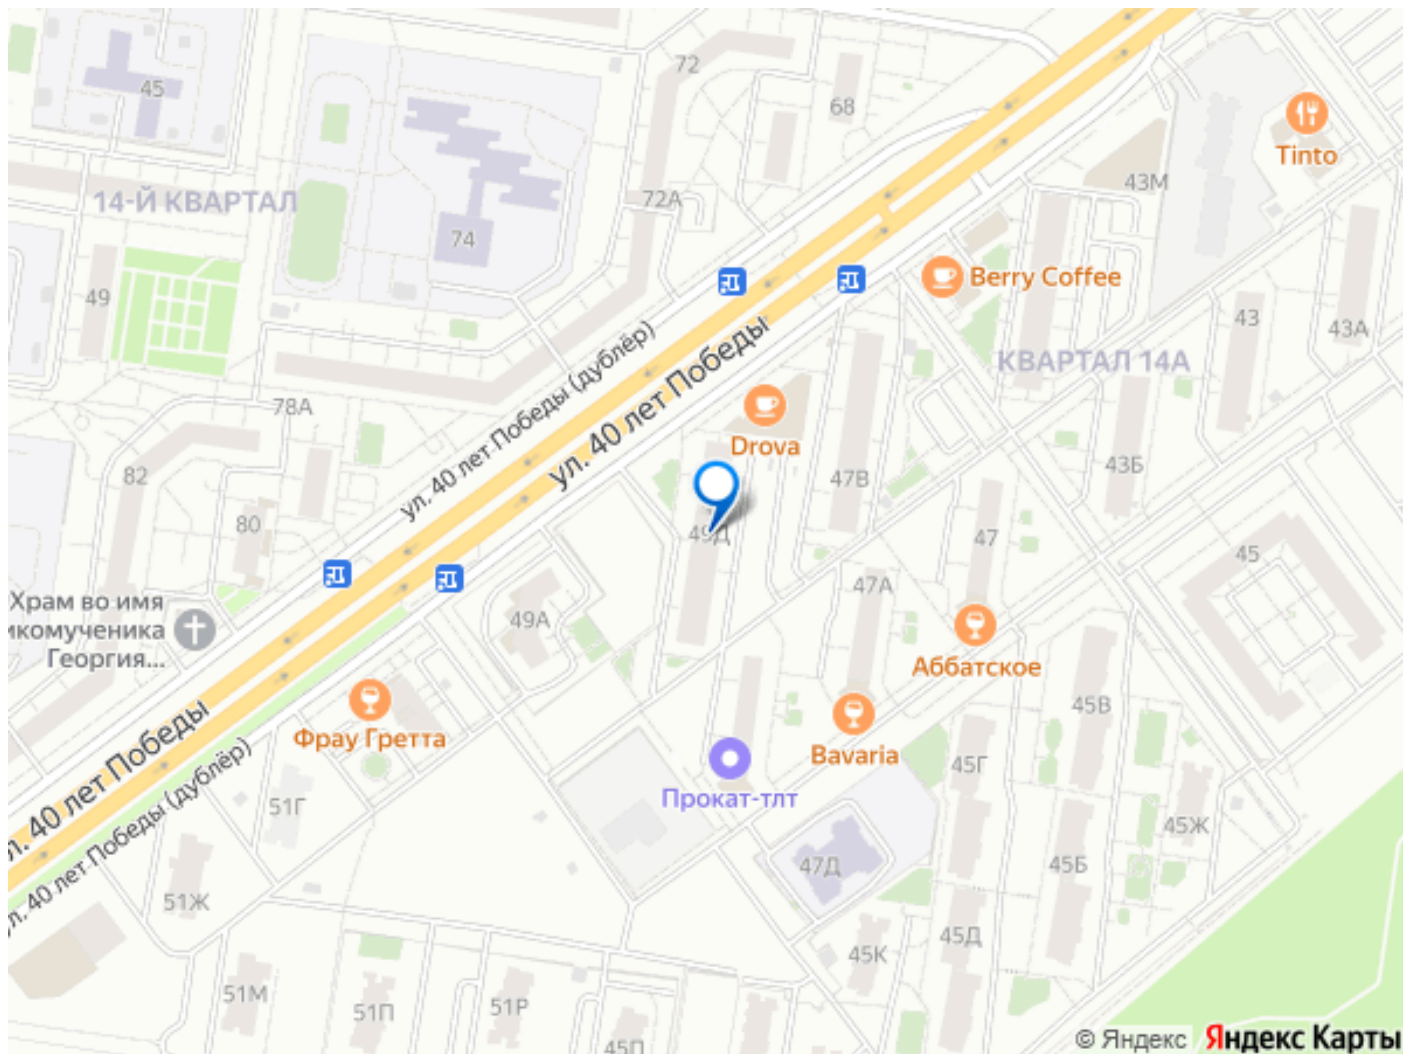 72
45
68
Tinto
43М
14-Й КВАРТАЛ
72А
74
Berry Coffee
49
43
43А
ул. 40 лет Победы (дублёр)
ул. 40 лет Победы
КВАРТАЛ 14А
78А
Drova
82
47В
43Б
80
49Д
47
45
Храм во имя
икомученика
Георгия...
49А
47А
Аббатское
45В
Фрау Гретта
Bavaria
45Г
л. 40 лет Победы
ул. 40 лет Победы (дублёр)
Прокат-тлт
51Г
45Ж
47Д
45Б
51Ж
45Д
45К
51М
51П
51Р
45П
© Яндекс Яндекс Карты